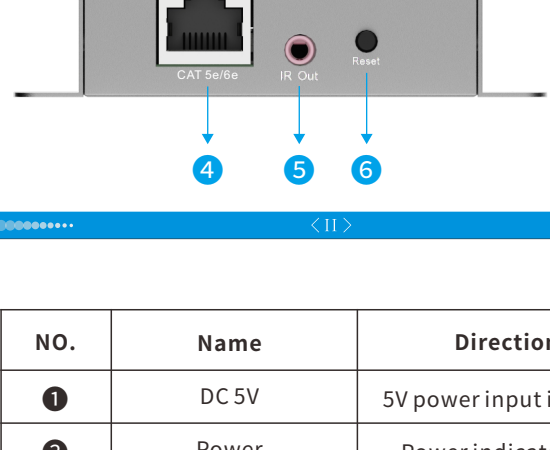 CAT 5e/6e IR Out Reset
4 5 6
〈II〉
NO. Name Direction
1 DC 5V 5V power input
2 Power Power